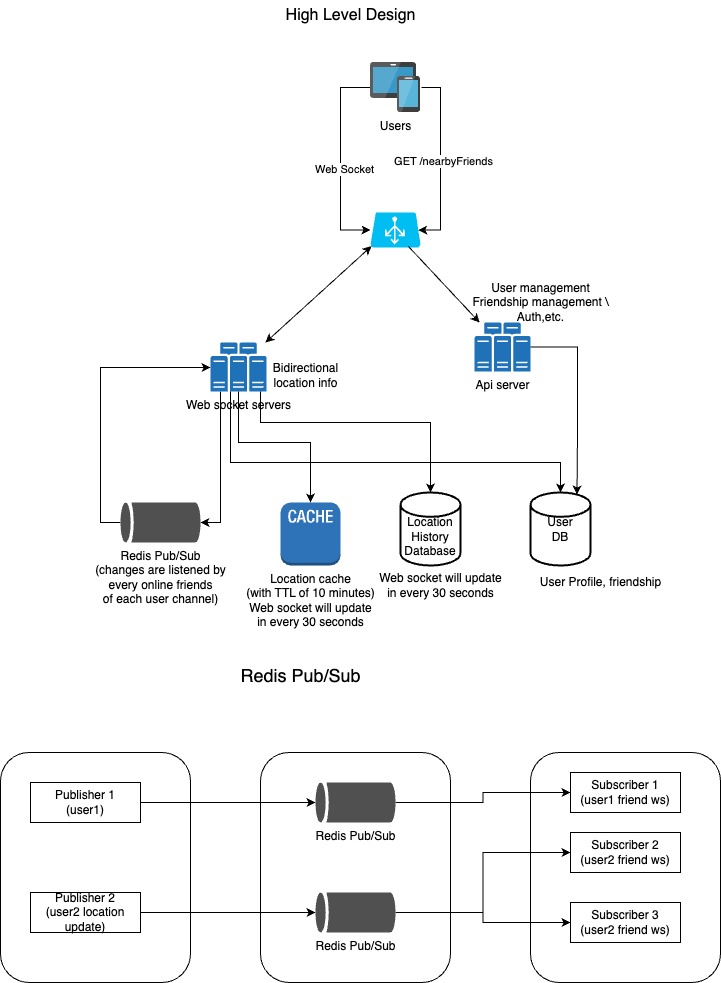 High Level Design
Users
Web Socket
GET /nearbyFriends
User management
Friendship management \
Auth,etc.
Bidirectional
location info
Web socket servers
Api server
CACHE
Location
History
Database
User
DB
Redis Pub/Sub
(changes are listened by
every online friends
of each user channel)
Location cache
(with TTL of 10 minutes)
Web socket will update
in every 30 seconds
Web socket will update
in every 30 seconds
User Profile, friendship
Redis Pub/Sub
Publisher 1
(user1)
Redis Pub/Sub
Subscriber 1
(user1 friend ws)
Subscriber 2
(user2 friend ws)
Publisher 2
(user2 location
update)
Redis Pub/Sub
Subscriber 3
(user2 friend ws)